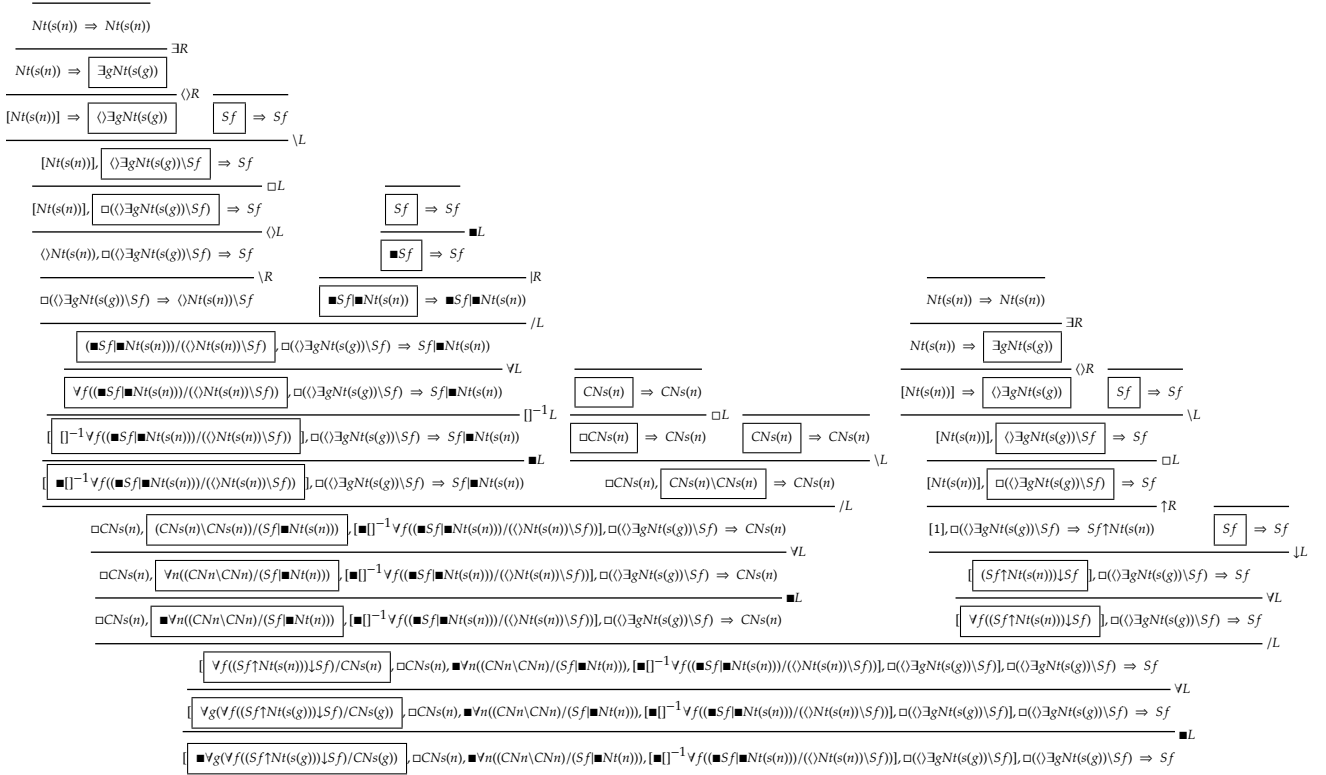 Nt(s(n)) ⇒ Nt(s(n))
∃R
Nt(s(n)) ⇒ ∃gNt(s(g))
⟨⟩R
[Nt(s(n))] ⇒ ⟨⟩∃gNt(s(g)) Sf ⇒ Sf
\L
[Nt(s(n))], ⟨⟩∃gNt(s(g))\Sf ⇒ Sf
□L
[Nt(s(n))], □(⟨⟩∃gNt(s(g))\Sf) ⇒ Sf Sf ⇒ Sf
⟨⟩L ■L
⟨⟩Nt(s(n)), □(⟨⟩∃gNt(s(g))\Sf) ⇒ Sf ■Sf ⇒ Sf
\R |R
□(⟨⟩∃gNt(s(g))\Sf) ⇒ ⟨⟩Nt(s(n))\Sf ■Sf|■Nt(s(n)) ⇒ ■Sf|■Nt(s(n)) Nt(s(n)) ⇒ Nt(s(n))
/L ∃R
(■Sf|■Nt(s(n)))/(⟨⟩Nt(s(n))\Sf), □(⟨⟩∃gNt(s(g))\Sf) ⇒ Sf|■Nt(s(n)) Nt(s(n)) ⇒ ∃gNt(s(g))
∀L ⟨⟩R
∀f((■Sf|■Nt(s(n)))/(⟨⟩Nt(s(n))\Sf)), □(⟨⟩∃gNt(s(g))\Sf) ⇒ Sf|■Nt(s(n)) CNs(n) ⇒ CNs(n) [Nt(s(n))] ⇒ ⟨⟩∃gNt(s(g)) Sf ⇒ Sf
[]⁻¹L □L \L
[ []⁻¹∀f((■Sf|■Nt(s(n)))/(⟨⟩Nt(s(n))\Sf)) ], □(⟨⟩∃gNt(s(g))\Sf) ⇒ Sf|■Nt(s(n)) □CNs(n) ⇒ CNs(n) CNs(n) ⇒ CNs(n) [Nt(s(n))], ⟨⟩∃gNt(s(g))\Sf ⇒ Sf
■L \L □L
[ ■[]⁻¹∀f((■Sf|■Nt(s(n)))/(⟨⟩Nt(s(n))\Sf)) ], □(⟨⟩∃gNt(s(g))\Sf) ⇒ Sf|■Nt(s(n)) □CNs(n), CNs(n)\CNs(n) ⇒ CNs(n) [Nt(s(n))], □(⟨⟩∃gNt(s(g))\Sf) ⇒ Sf
/L ↑R
□CNs(n), (CNs(n)\CNs(n))/(Sf|■Nt(s(n))) , [■[]⁻¹∀f((■Sf|■Nt(s(n)))/(⟨⟩Nt(s(n))\Sf))], □(⟨⟩∃gNt(s(g))\Sf) ⇒ CNs(n) [1], □(⟨⟩∃gNt(s(g))\Sf) ⇒ Sf↑Nt(s(n)) Sf ⇒ Sf
∀L ↓L
□CNs(n), ∀n((CNn\CNn)/(Sf|■Nt(n))) , [■[]⁻¹∀f((■Sf|■Nt(s(n)))/(⟨⟩Nt(s(n))\Sf))], □(⟨⟩∃gNt(s(g))\Sf) ⇒ CNs(n) [ (Sf↑Nt(s(n)))↓Sf ], □(⟨⟩∃gNt(s(g))\Sf) ⇒ Sf
■L ∀L
□CNs(n), ■∀n((CNn\CNn)/(Sf|■Nt(n))) , [■[]⁻¹∀f((■Sf|■Nt(s(n)))/(⟨⟩Nt(s(n))\Sf))], □(⟨⟩∃gNt(s(g))\Sf) ⇒ CNs(n) [ ∀f((Sf↑Nt(s(n)))↓Sf) ], □(⟨⟩∃gNt(s(g))\Sf) ⇒ Sf
/L
[ ∀f((Sf↑Nt(s(n)))↓Sf)/CNs(n) , □CNs(n), ■∀n((CNn\CNn)/(Sf|■Nt(n))), [■[]⁻¹∀f((■Sf|■Nt(s(n)))/(⟨⟩Nt(s(n))\Sf))], □(⟨⟩∃gNt(s(g))\Sf)], □(⟨⟩∃gNt(s(g))\Sf) ⇒ Sf
∀L
[ ∀g(∀f((Sf↑Nt(s(g)))↓Sf)/CNs(g)) , □CNs(n), ■∀n((CNn\CNn)/(Sf|■Nt(n))), [■[]⁻¹∀f((■Sf|■Nt(s(n)))/(⟨⟩Nt(s(n))\Sf))], □(⟨⟩∃gNt(s(g))\Sf)], □(⟨⟩∃gNt(s(g))\Sf) ⇒ Sf
■L
[ ■∀g(∀f((Sf↑Nt(s(g)))↓Sf)/CNs(g)) , □CNs(n), ■∀n((CNn\CNn)/(Sf|■Nt(n))), [■[]⁻¹∀f((■Sf|■Nt(s(n)))/(⟨⟩Nt(s(n))\Sf))], □(⟨⟩∃gNt(s(g))\Sf)], □(⟨⟩∃gNt(s(g))\Sf) ⇒ Sf